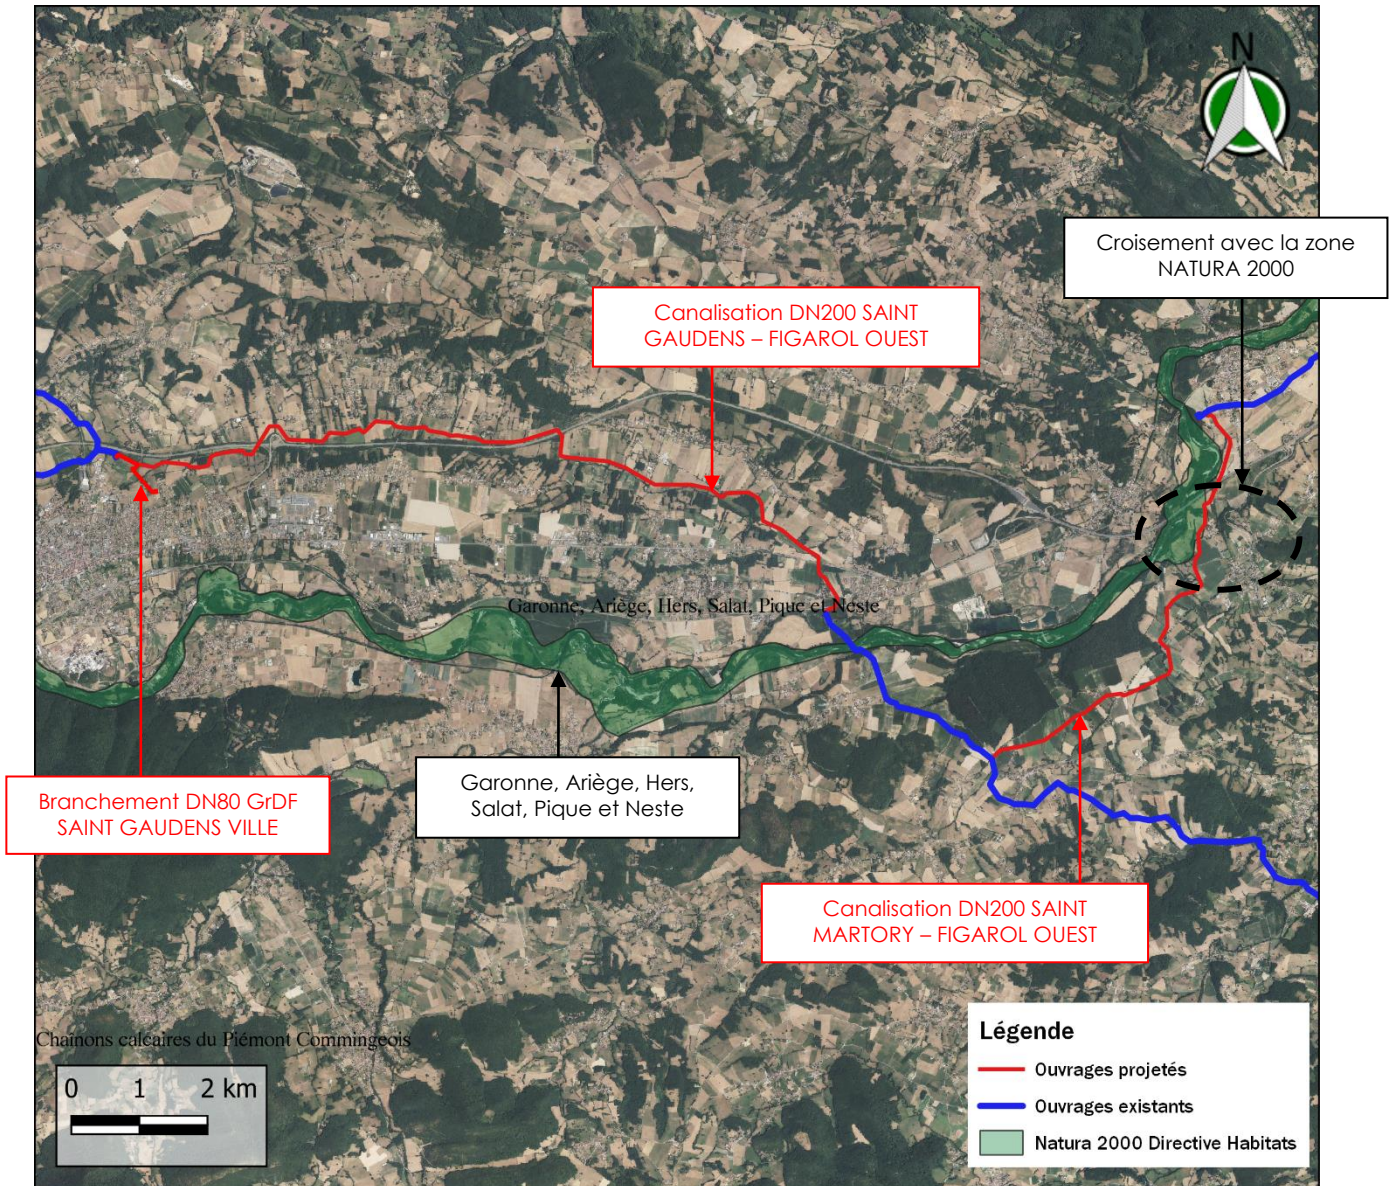 N
Croisement avec la zone
NATURA 2000
Canalisation DN200 SAINT
GAUDENS – FIGAROL OUEST
Garonne, Ariège, Hers, Salat, Pique et Neste
Branchement DN80 GrDF
SAINT GAUDENS VILLE
Garonne, Ariège, Hers,
Salat, Pique et Neste
Canalisation DN200 SAINT
MARTORY – FIGAROL OUEST
Chaînons calcaires du Piémont Commingeois
0 1 2 km
Légende
Ouvrages projetés
Ouvrages existants
Natura 2000 Directive Habitats